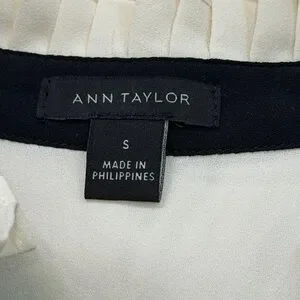 ANN TAYLOR
S
MADE IN
PHILIPPINES